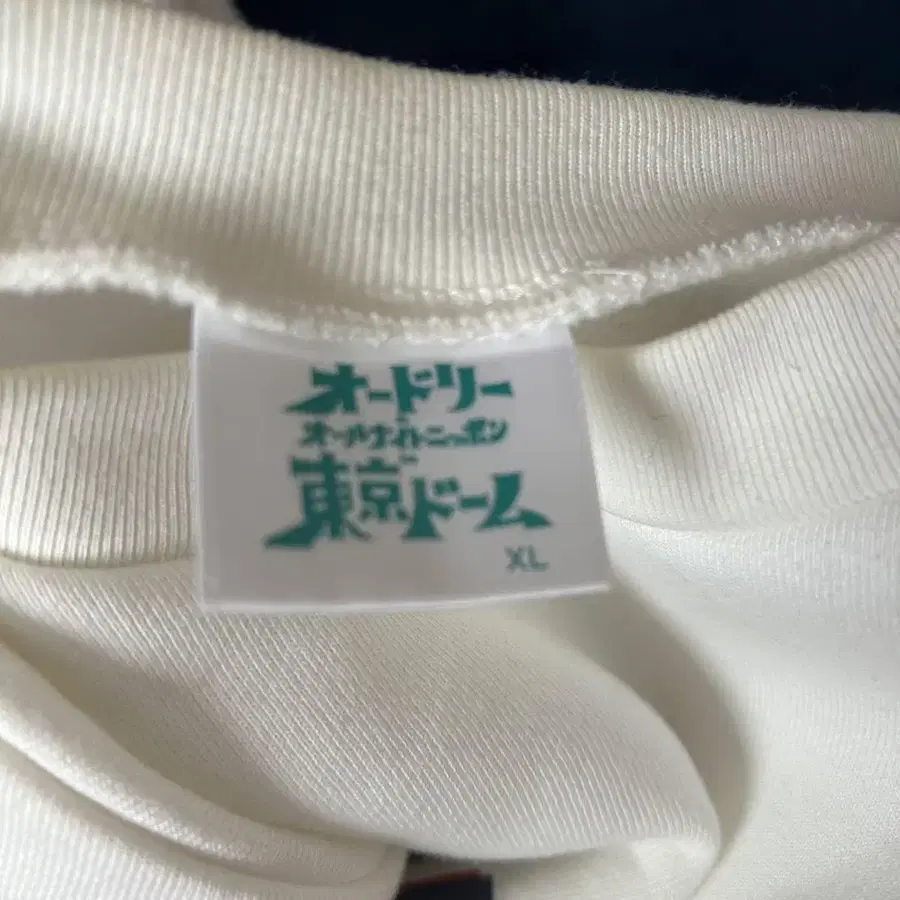 オードリー
オールナイトニッポン
東京ドーム
XL